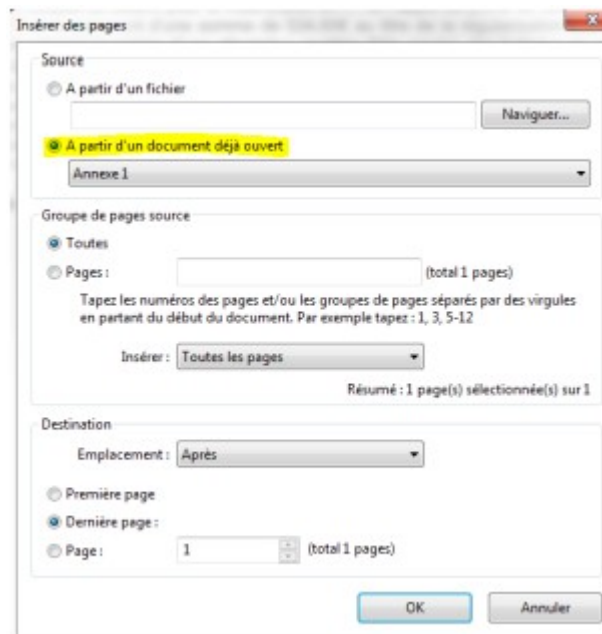 Insérer des pages
Source
A partir d'un fichier
Naviguer...
A partir d'un document déjà ouvert
Annexe 1
Groupe de pages source
Toutes
Pages : (total 1 pages)
Tapez les numéros des pages et/ou les groupes de pages séparés par des virgules
en partant du début du document. Par exemple tapez : 1, 3, 5-12
Insérer : Toutes les pages
Résumé : 1 page(s) sélectionnée(s) sur 1
Destination
Emplacement : Après
Première page
Dernière page :
Page : 1 (total 1 pages)
OK Annuler